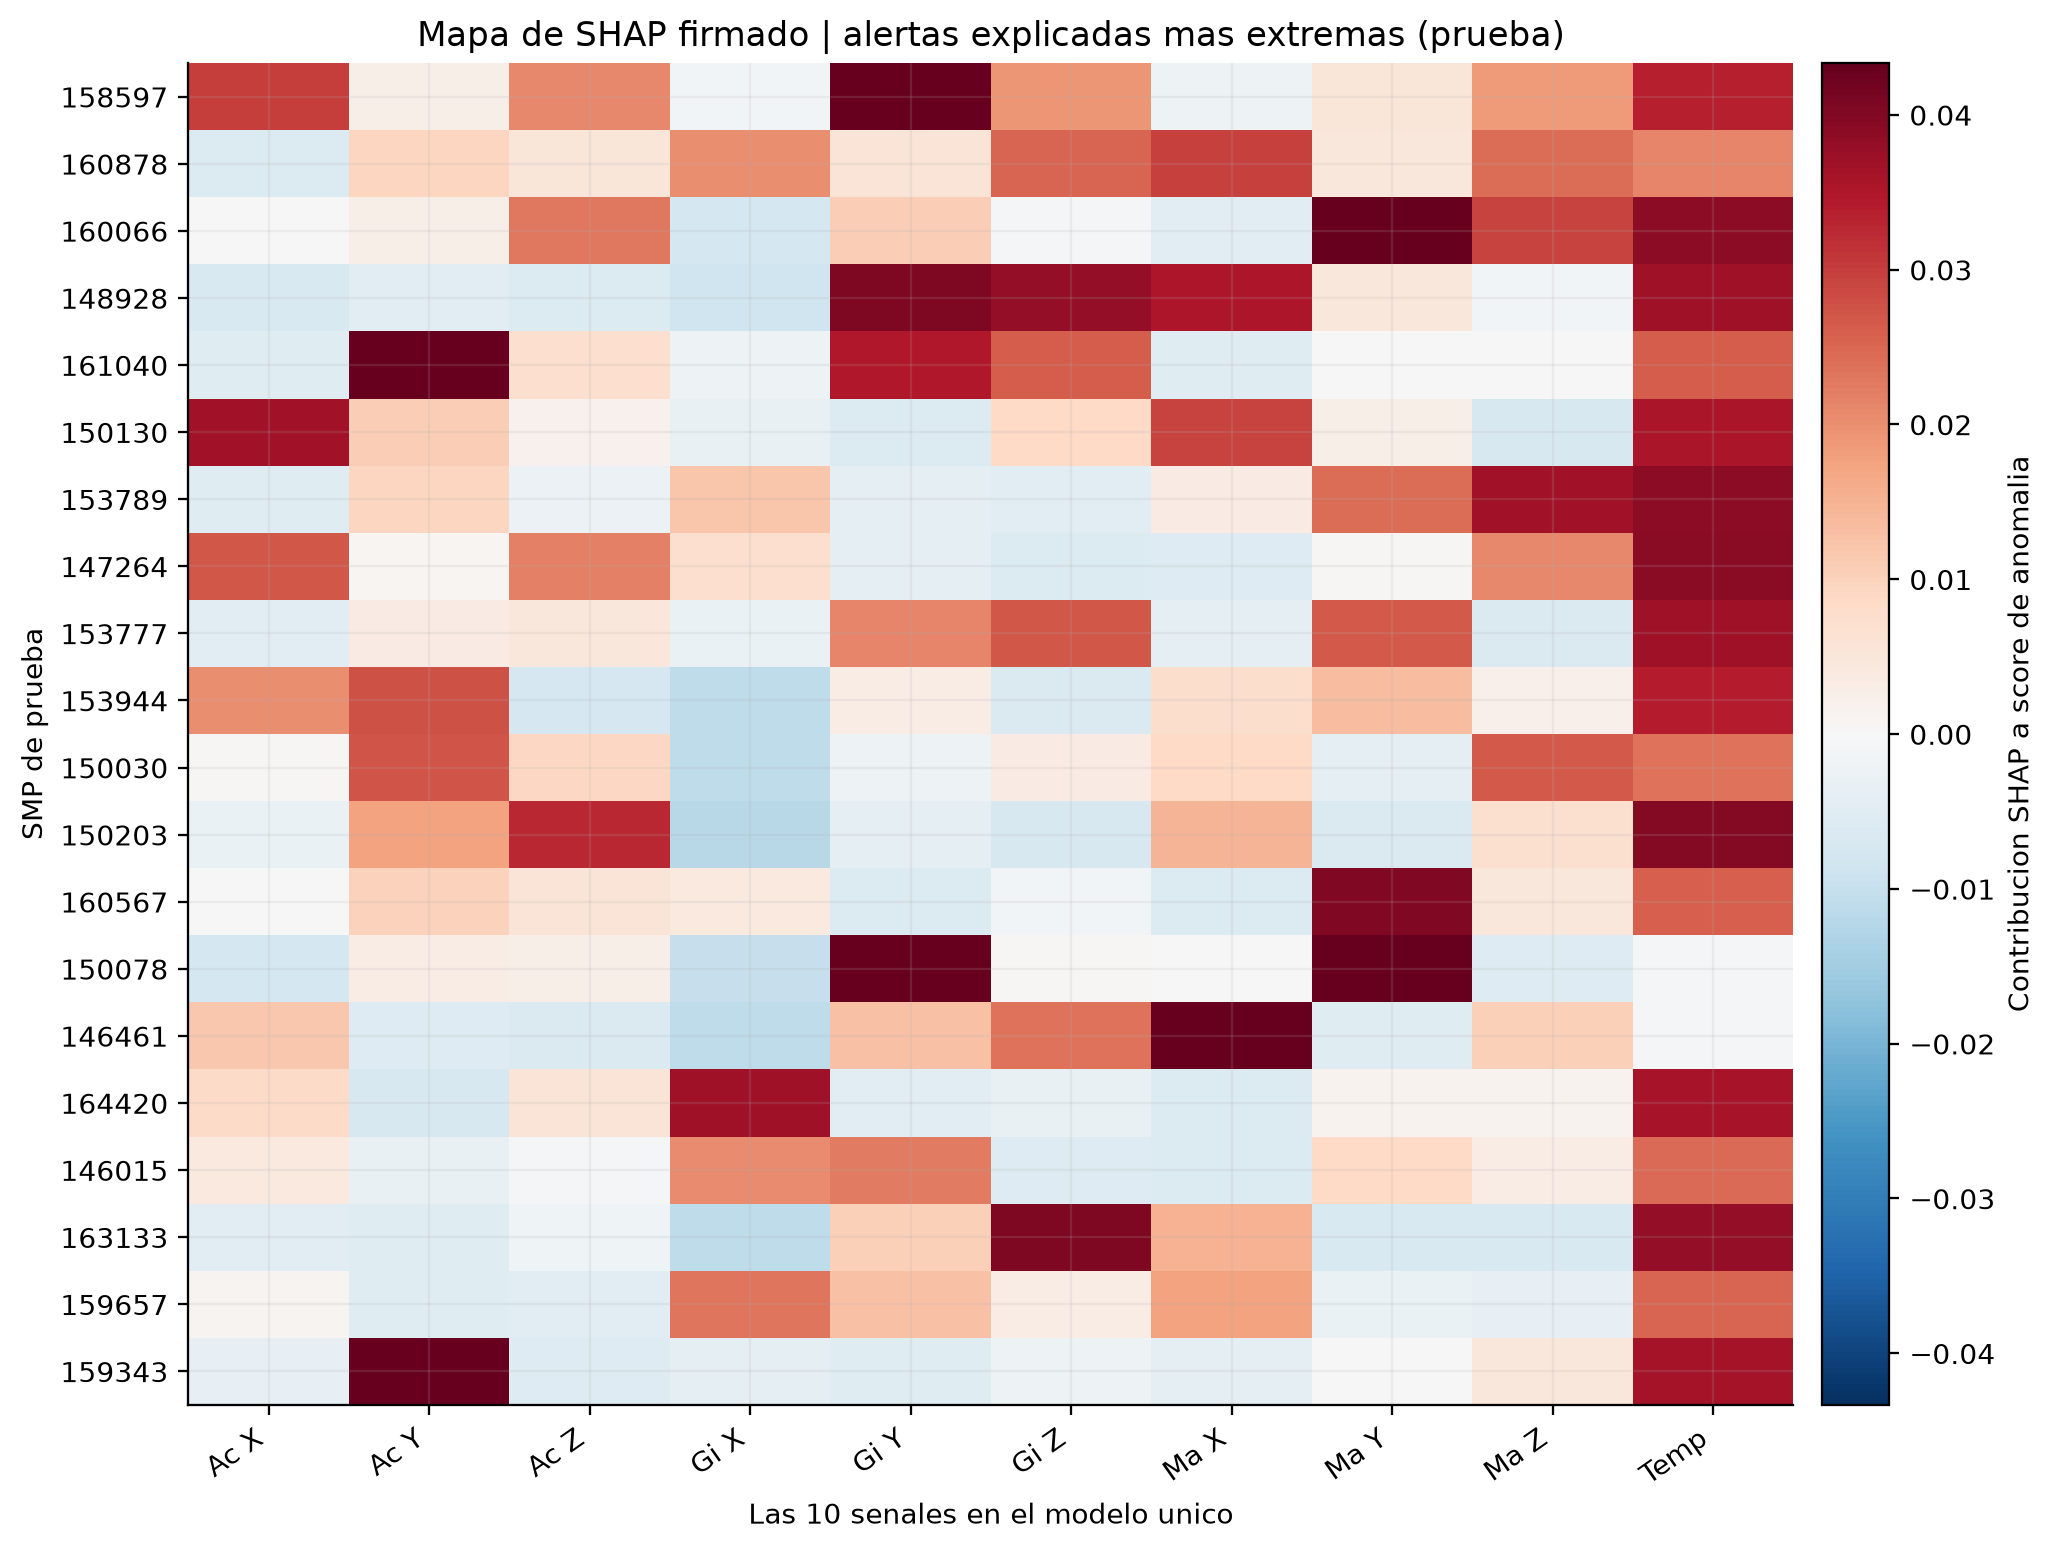 Mapa de SHAP firmado | alertas explicadas mas extremas (prueba)
SMP de prueba
158597
160878
160066
148928
161040
150130
153789
147264
153777
153944
150030
150203
160567
150078
146461
164420
146015
163133
159657
159343
Ac X
Ac Y
Ac Z
Gi X
Gi Y
Gi Z
Ma X
Ma Y
Ma Z
Temp
Las 10 senales en el modelo unico
0.04
0.03
0.02
0.01
0.00
−0.01
−0.02
−0.03
−0.04
Contribucion SHAP a score de anomalia